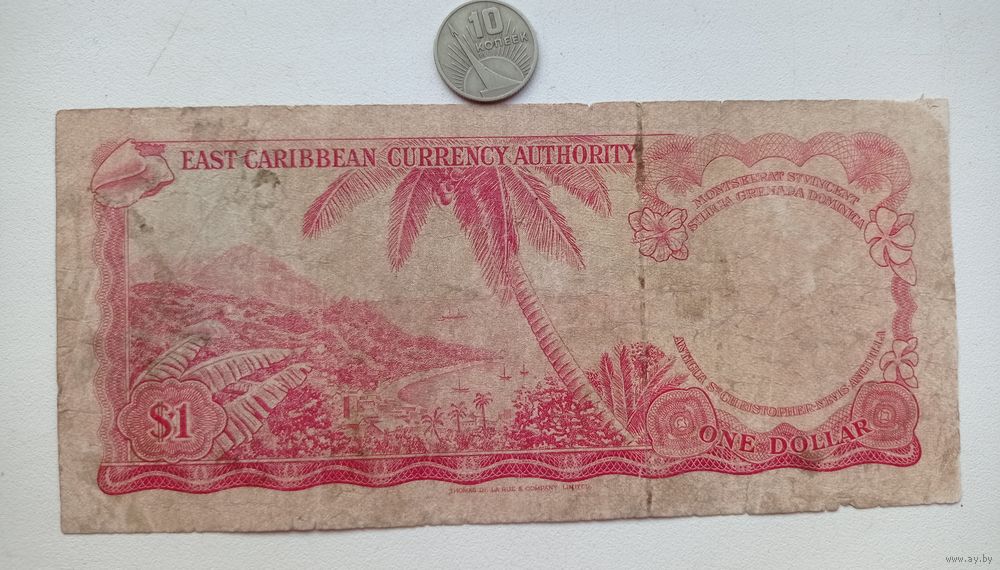 10
КОПЕЕК
EAST CARIBBEAN CURRENCY AUTHORITY
MONTSERRAT ST VINCENT
ST LUCIA GRENADA DOMINICA
ANTIGUA ST CHRISTOPHER-NEVIS-ANGUILLA
$1
ONE DOLLAR
THOMAS DE LA RUE & COMPANY LIMITED
www.ay.by